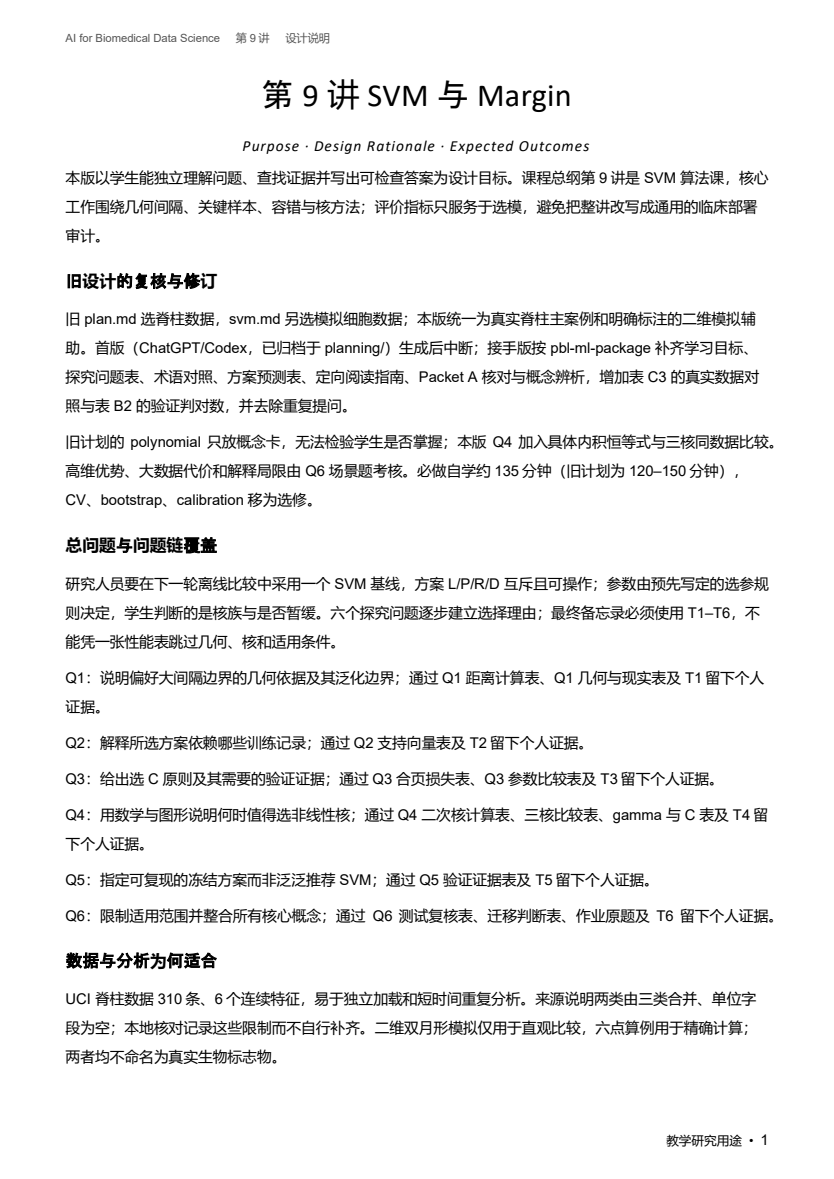 AI for Biomedical Data Science 第 9 讲 设计说明
第 9 讲 SVM 与 Margin
Purpose · Design Rationale · Expected Outcomes
本版以学生能独立理解问题、查找证据并写出可检查答案为设计目标。课程总纲第 9 讲是 SVM 算法课，核心
工作围绕几何间隔、关键样本、容错与核方法；评价指标只服务于选模，避免把整讲改写成通用的临床部署
审计。
旧设计的复核与修订
旧 plan.md 选脊柱数据，svm.md 另选模拟细胞数据；本版统一为真实脊柱主案例和明确标注的二维模拟辅
助。首版（ChatGPT/Codex，已归档于 planning/）生成后中断；接手版按 pbl-ml-package 补齐学习目标、
探究问题表、术语对照、方案预测表、定向阅读指南、Packet A 核对与概念辨析，增加表 C3 的真实数据对
照与表 B2 的验证判对数，并去除重复提问。
旧计划的 polynomial 只放概念卡，无法检验学生是否掌握；本版 Q4 加入具体内积恒等式与三核同数据比较。
高维优势、大数据代价和解释局限由 Q6 场景题考核。必做自学约 135 分钟（旧计划为 120–150 分钟），
CV、bootstrap、calibration 移为选修。
总问题与问题链覆盖
研究人员要在下一轮离线比较中采用一个 SVM 基线，方案 L/P/R/D 互斥且可操作；参数由预先写定的选参规
则决定，学生判断的是核族与是否暂缓。六个探究问题逐步建立选择理由；最终备忘录必须使用 T1–T6，不
能凭一张性能表跳过几何、核和适用条件。
Q1：说明偏好大间隔边界的几何依据及其泛化边界；通过 Q1 距离计算表、Q1 几何与现实表及 T1 留下个人
证据。
Q2：解释所选方案依赖哪些训练记录；通过 Q2 支持向量表及 T2 留下个人证据。
Q3：给出选 C 原则及其需要的验证证据；通过 Q3 合页损失表、Q3 参数比较表及 T3 留下个人证据。
Q4：用数学与图形说明何时值得选非线性核；通过 Q4 二次核计算表、三核比较表、gamma 与 C 表及 T4 留
下个人证据。
Q5：指定可复现的冻结方案而非泛泛推荐 SVM；通过 Q5 验证证据表及 T5 留下个人证据。
Q6：限制适用范围并整合所有核心概念；通过 Q6 测试复核表、迁移判断表、作业原题及 T6 留下个人证据。
数据与分析为何适合
UCI 脊柱数据 310 条、6 个连续特征，易于独立加载和短时间重复分析。来源说明两类由三类合并、单位字
段为空；本地核对记录这些限制而不自行补齐。二维双月形模拟仅用于直观比较，六点算例用于精确计算；
两者均不命名为真实生物标志物。
教学研究用途 · 1